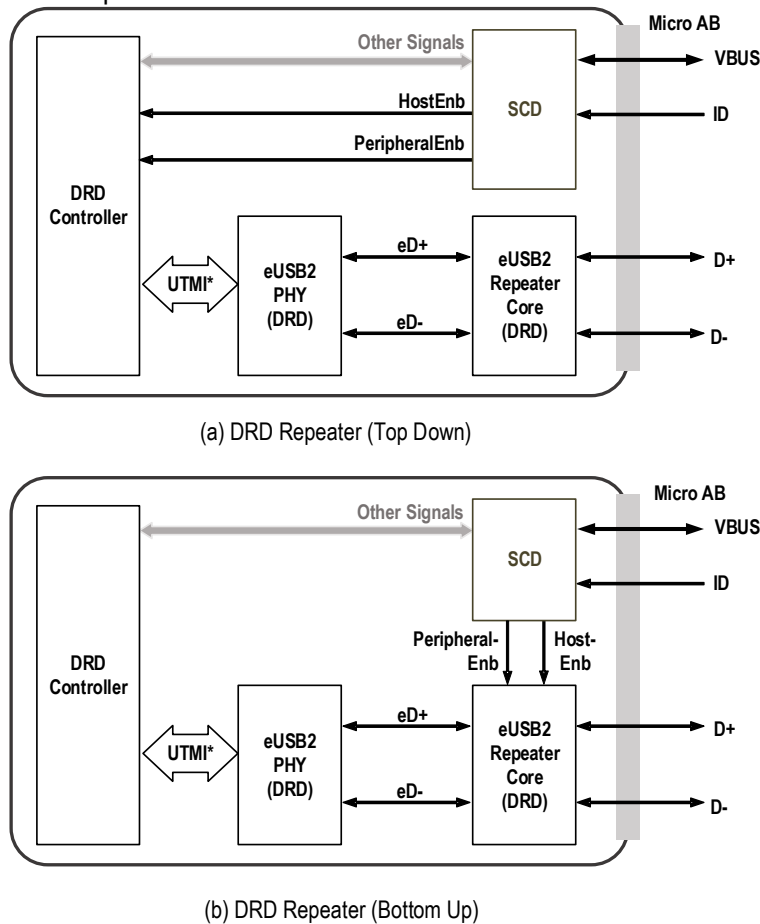 Micro AB
Other Signals
VBUS
HostEnb
SCD
ID
PeripheralEnb
DRD
Controller
UTMI*
eUSB2
PHY
(DRD)
eD+
eD-
eUSB2
Repeater
Core
(DRD)
D+
D-
(a) DRD Repeater (Top Down)
Micro AB
Other Signals
VBUS
SCD
ID
Peripheral-
Enb
Host-
Enb
DRD
Controller
UTMI*
eUSB2
PHY
(DRD)
eD+
eD-
eUSB2
Repeater
Core
(DRD)
D+
D-
(b) DRD Repeater (Bottom Up)